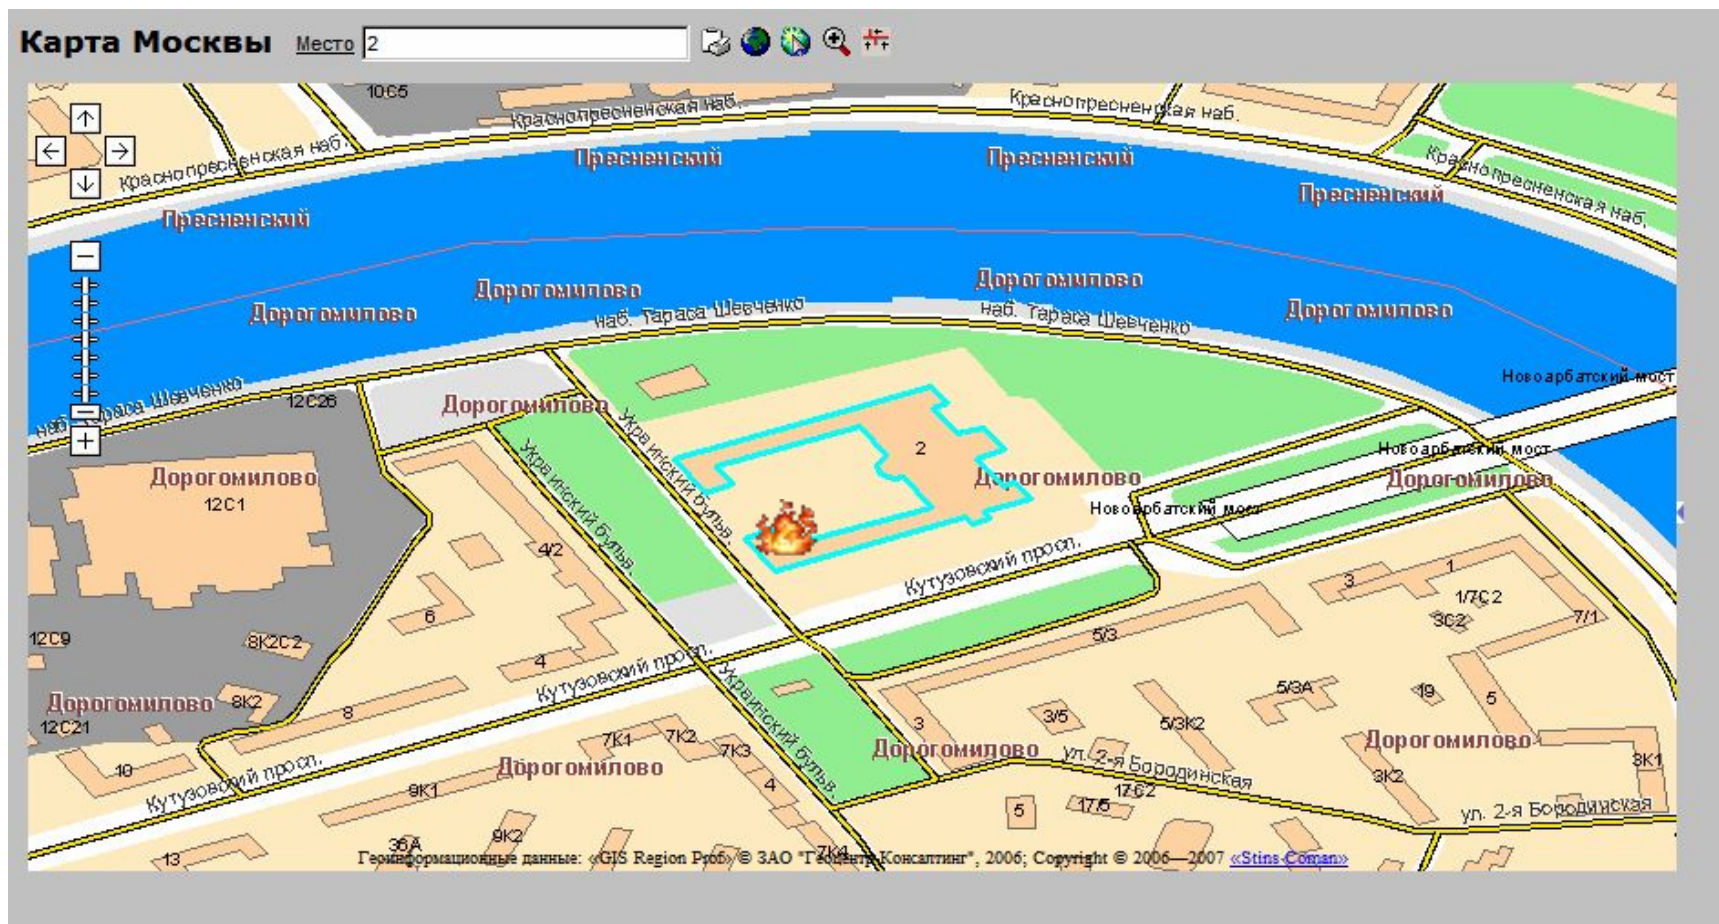 Карта Москвы Место 2
10С5
Краснопресненская наб.
Краснопресненская наб.
Краснопресненская наб.
Краснопресненская наб.
Пресненский
Пресненский
Пресненский
Пресненский
Дорогомилово
Дорогомилово
Дорогомилово
Дорогомилово
наб. Тараса Шевченко
наб. Тараса Шевченко
наб. Тараса Шевченко
Новоарбатский мост
12С26
Дорогомилово
Украинский бульв.
2
Новоарбатский мост
Дорогомилово
12С1
Украинский бульв.
Дорогомилово
Дорогомилово
Новоарбатский мост
4/2
Кутузовский просп.
3
1
1/7С2
3С2
7/1
6
12С9
8К2С2
5/3
4
Кутузовский просп.
Украинский бульв.
Дорогомилово
8К2
12С21
8
3
3/5
5/3А
5/3К2
19
5
7К1
7К2
7К3
Дорогомилово
Дорогомилово
Дорогомилово
ул. 2-я Бородинская
10
Кутузовский просп.
9К1
4
3К2
3К1
17С2
5
17/5
ул. 2-я Бородинская
36А
9К2
13
7К4
Геоинформационные данные: «GIS Region Prof» © ЗАО "Геоцентр-Консалтинг", 2006; Copyright © 2006—2007 «Stins Coman»